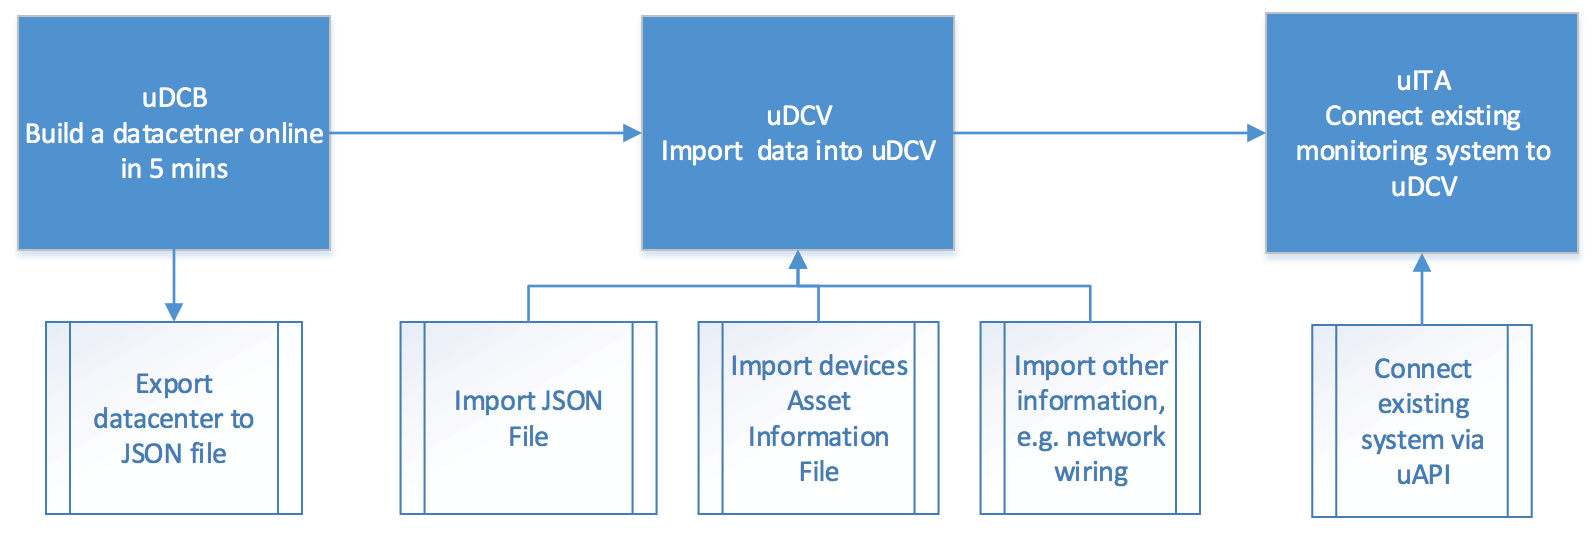 uDCB
Build a datacetner online
in 5 mins
uDCV
Import data into uDCV
uITA
Connect existing
monitoring system to
uDCV
Export
datacenter to
JSON file
Import JSON
File
Import devices
Asset
Information
File
Import other
information,
e.g. network
wiring
Connect
existing
system via
uAPI